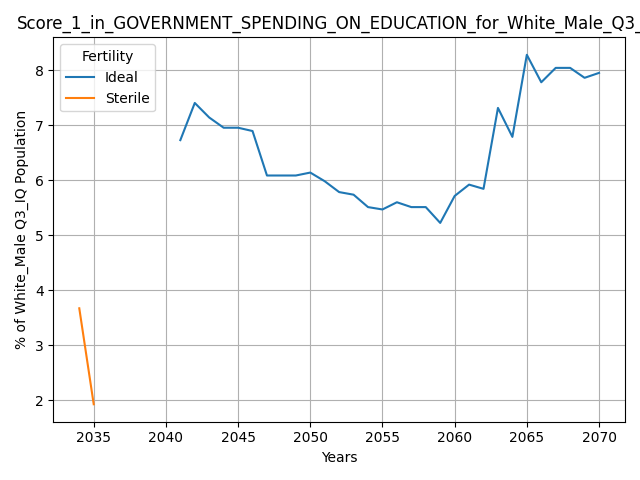 Score_1_in_GOVERNMENT_SPENDING_ON_EDUCATION_for_White_Male_Q3_
Fertility
Ideal
Sterile
% of White_Male Q3_IQ Population
8
7
6
5
4
3
2
2035 2040 2045 2050 2055 2060 2065 2070
Years